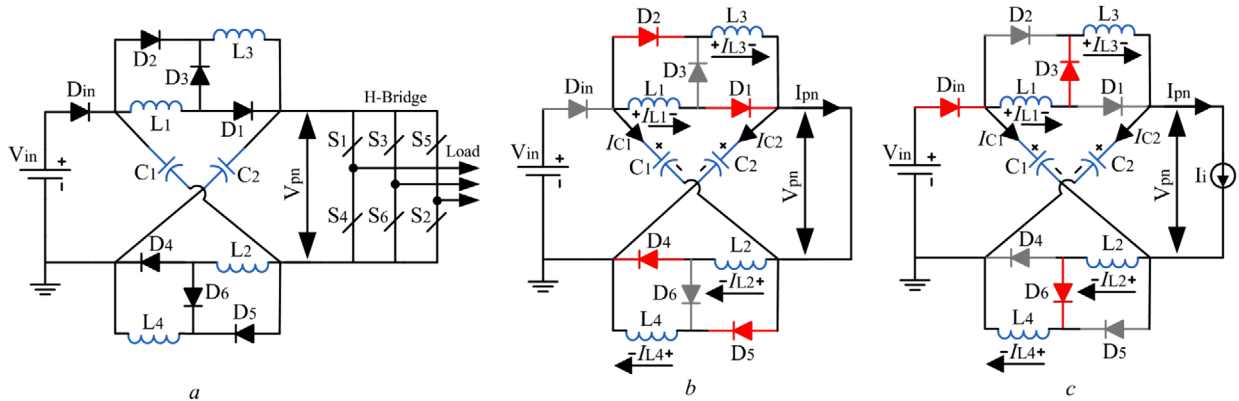 D2
L3
D3
Din
L1
D1
H-Bridge
Vin
+
-
C1
C2
Vpn
S1
S3
S5
Load
S4
S6
S2
D4
L2
D6
D5
L4
a
D2
L3
+IL3-
D3
Din
L1
D1
Ipn
+IL1-
IC1
IC2
Vin
+
-
C1
+
-
C2
+
-
Vpn
D4
L2
D6
-IL2+
L4
D5
-IL4+
b
D2
L3
+IL3-
D3
Din
L1
D1
Ipn
+IL1-
IC1
IC2
Vin
+
-
C1
+
-
C2
+
-
Vpn
Ii
D4
L2
D6
-IL2+
L4
D5
-IL4+
c